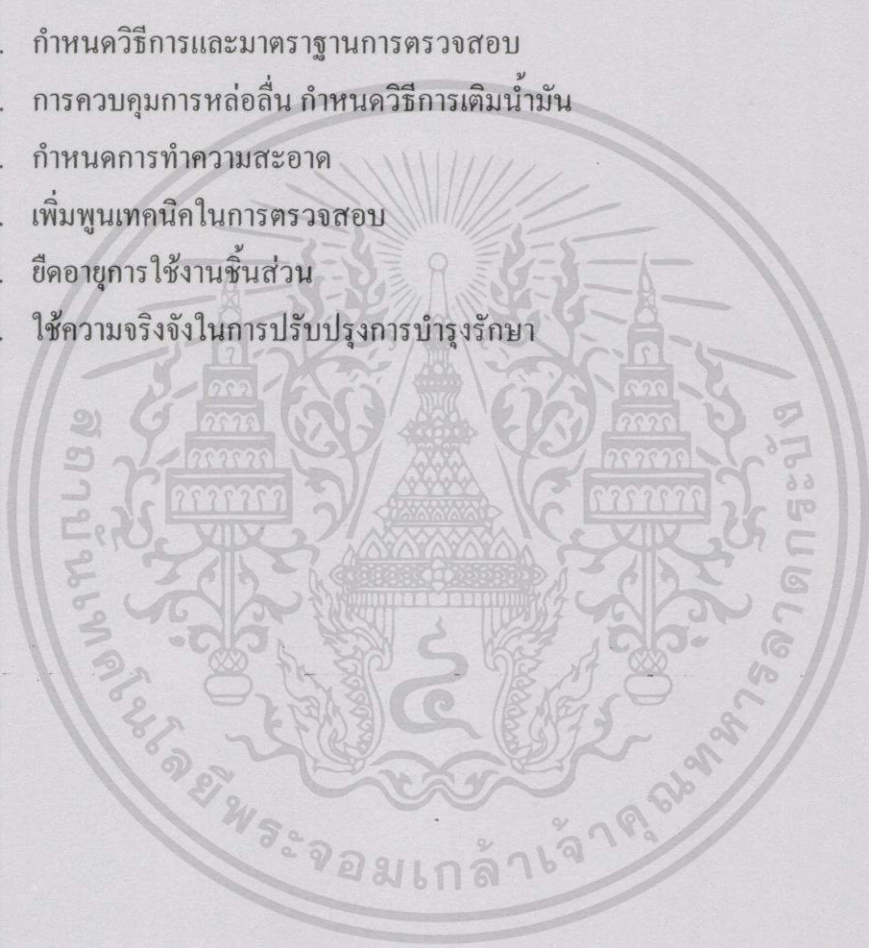 . กำหนดวิธีการและมาตราฐานการตรวจสอบ
. การควบคุมการหล่อลื่น กำหนดวิธีการเติมน้ำมัน
. กำหนดการทำความสะอาด
. เพิ่มพูนเทคนิคในการตรวจสอบ
. ยืดอายุการใช้งานชิ้นส่วน
. ใช้ความจริงจังในการปรับปรุงการบำรุงรักษา
สถาบันเทคโนโลยีพระจอมเกล้าเจ้าคุณทหารลาดกระบัง
๔